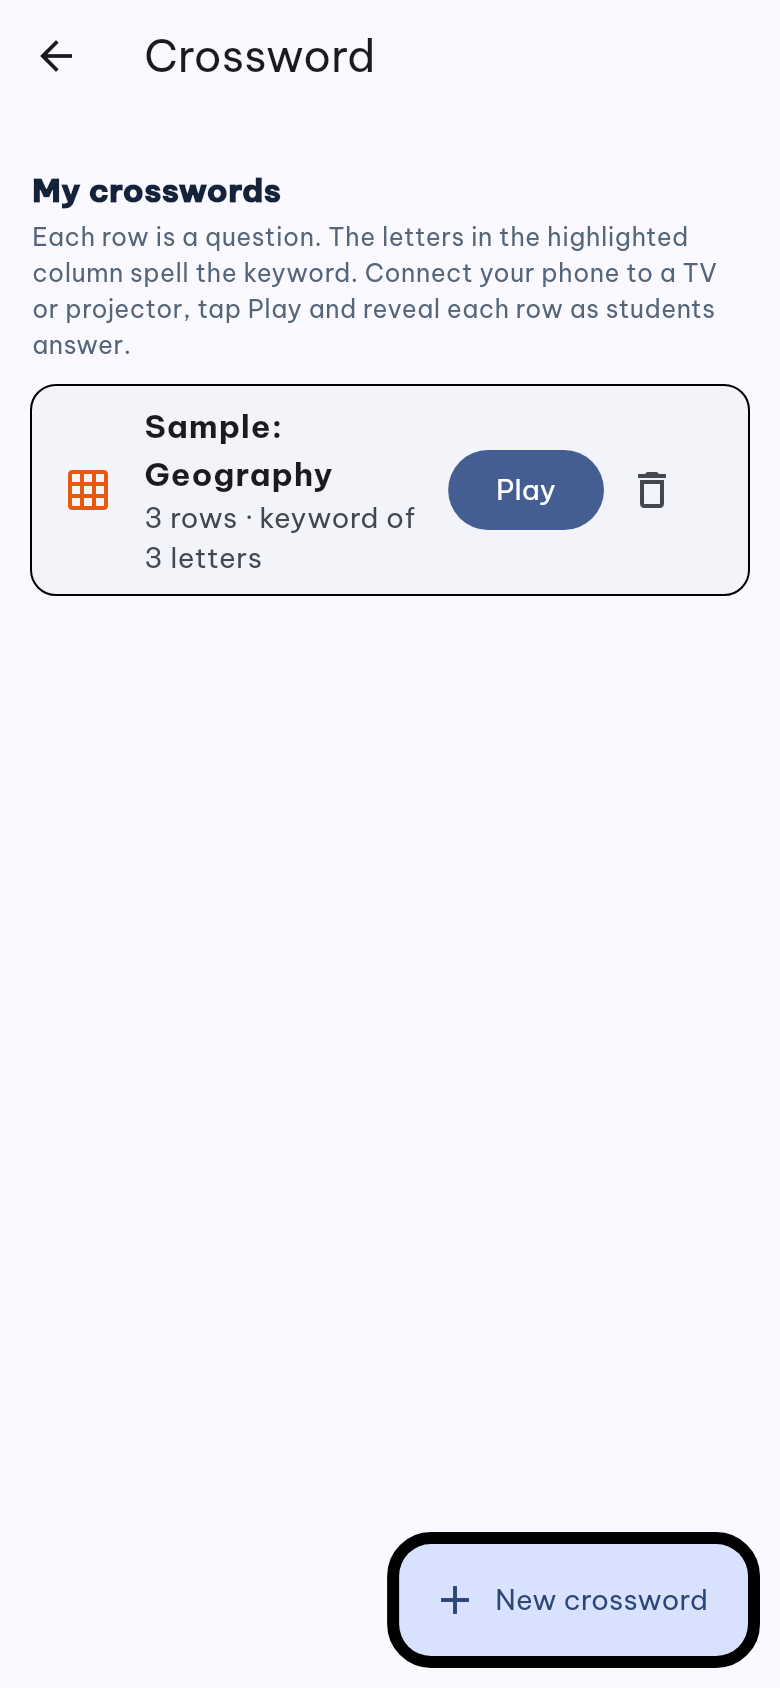 Crossword
My crosswords
Each row is a question. The letters in the highlighted
column spell the keyword. Connect your phone to a TV
or projector, tap Play and reveal each row as students
answer.
Sample:
Geography
3 rows · keyword of
3 letters
Play
New crossword